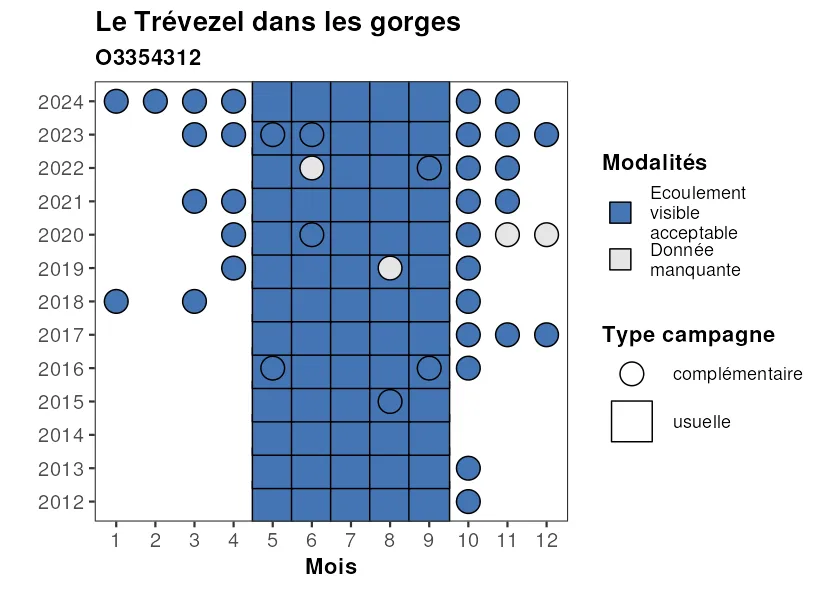 Le Trévezel dans les gorges
O3354312
2024
2023
2022
2021
2020
2019
2018
2017
2016
2015
2014
2013
2012
1 2 3 4 5 6 7 8 9 10 11 12
Mois
Modalités
Ecoulement
visible
acceptable
Donnée
manquante
Type campagne
complémentaire
usuelle